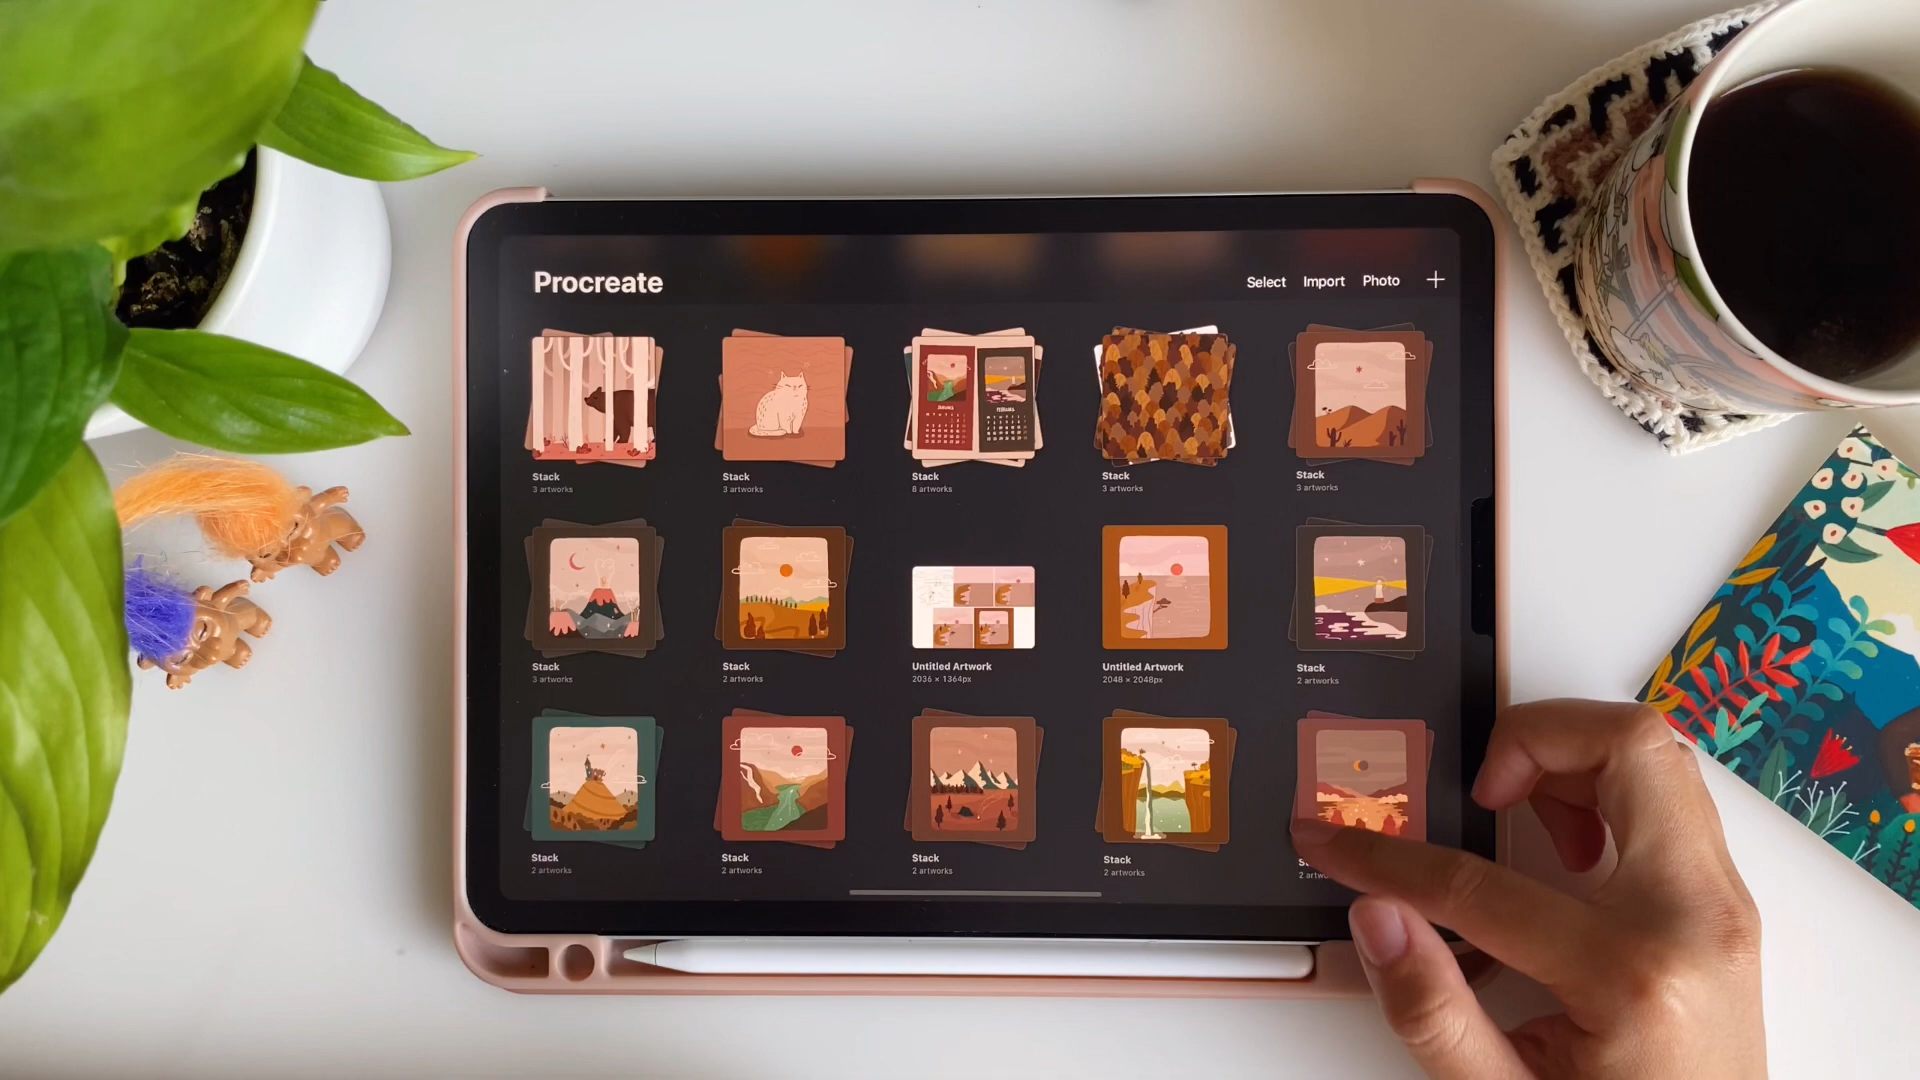 Procreate
Select Import Photo
Stack
3 artworks
Stack
3 artworks
Stack
8 artworks
Stack
3 artworks
Stack
3 artworks
Stack
3 artworks
Stack
2 artworks
Untitled Artwork
2036 × 1364px
Untitled Artwork
2048 × 2048px
Stack
2 artworks
Stack
2 artworks
Stack
2 artworks
Stack
2 artworks
Stack
2 artworks